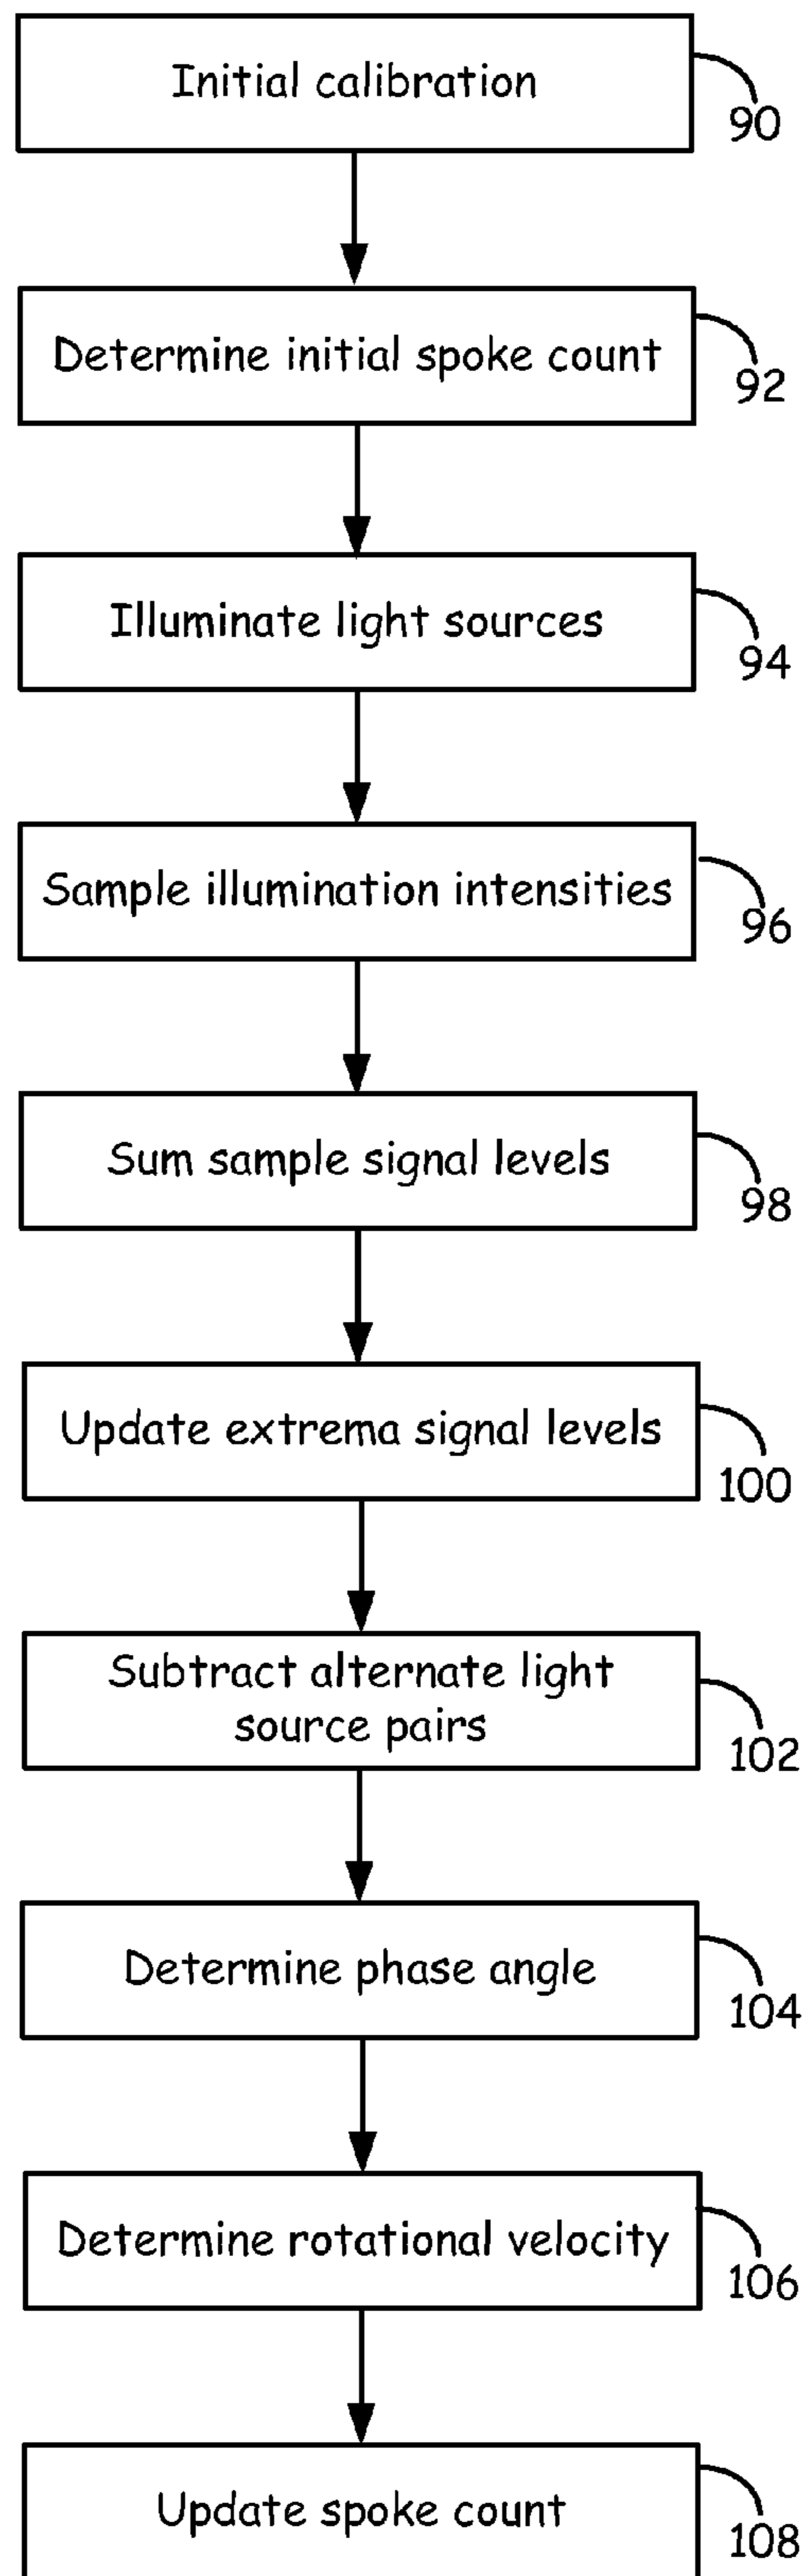 Initial calibration
90
Determine initial spoke count
92
Illuminate light sources
94
Sample illumination intensities
96
Sum sample signal levels
98
Update extrema signal levels
100
Subtract alternate light
source pairs
102
Determine phase angle
104
Determine rotational velocity
106
Update spoke count
108